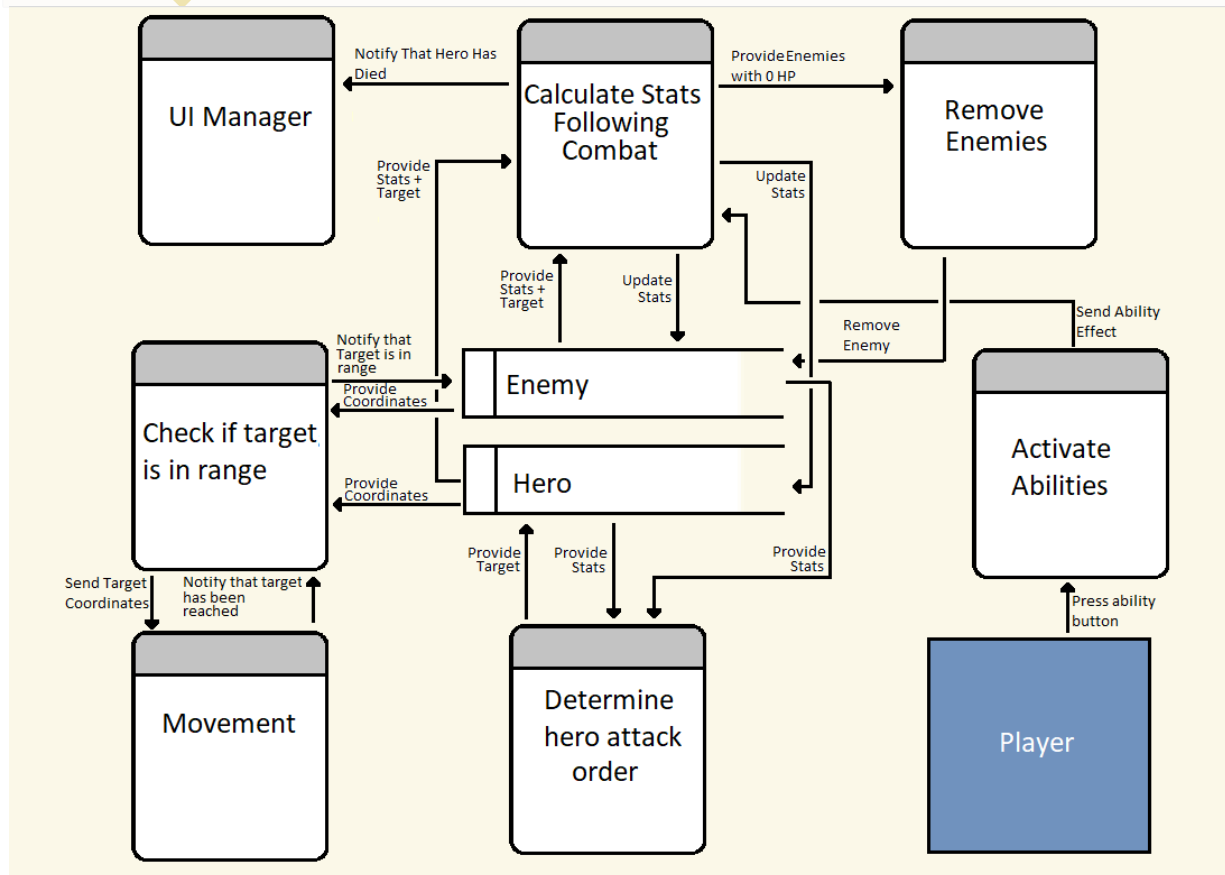 UI Manager
Notify That Hero Has
Died
Calculate Stats
Following
Combat
Provide Enemies
with 0 HP
Remove
Enemies
Provide
Stats +
Target
Update
Stats
Provide
Stats +
Target
Update
Stats
Remove
Enemy
Send Ability
Effect
Notify that
Target is in
range
Provide
Coordinates
Enemy
Check if target
is in range
Hero
Provide
Coordinates
Activate
Abilities
Provide
Target
Provide
Stats
Provide
Stats
Send Target
Coordinates
Notify that target
has been
reached
Press ability
button
Movement
Determine
hero attack
order
Player